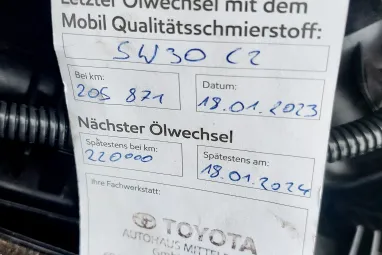 Letzter Ölwechsel mit dem
Mobil Qualitätsschmierstoff:
5W30 C2
Bei km:
Datum:
205 871
18.01.2023
Nächster Ölwechsel
Spätestens bei km:
Spätestens am:
220000
18.01.2024
Ihre Fachwerkstatt:
TOYOTA
AUTOHAUS